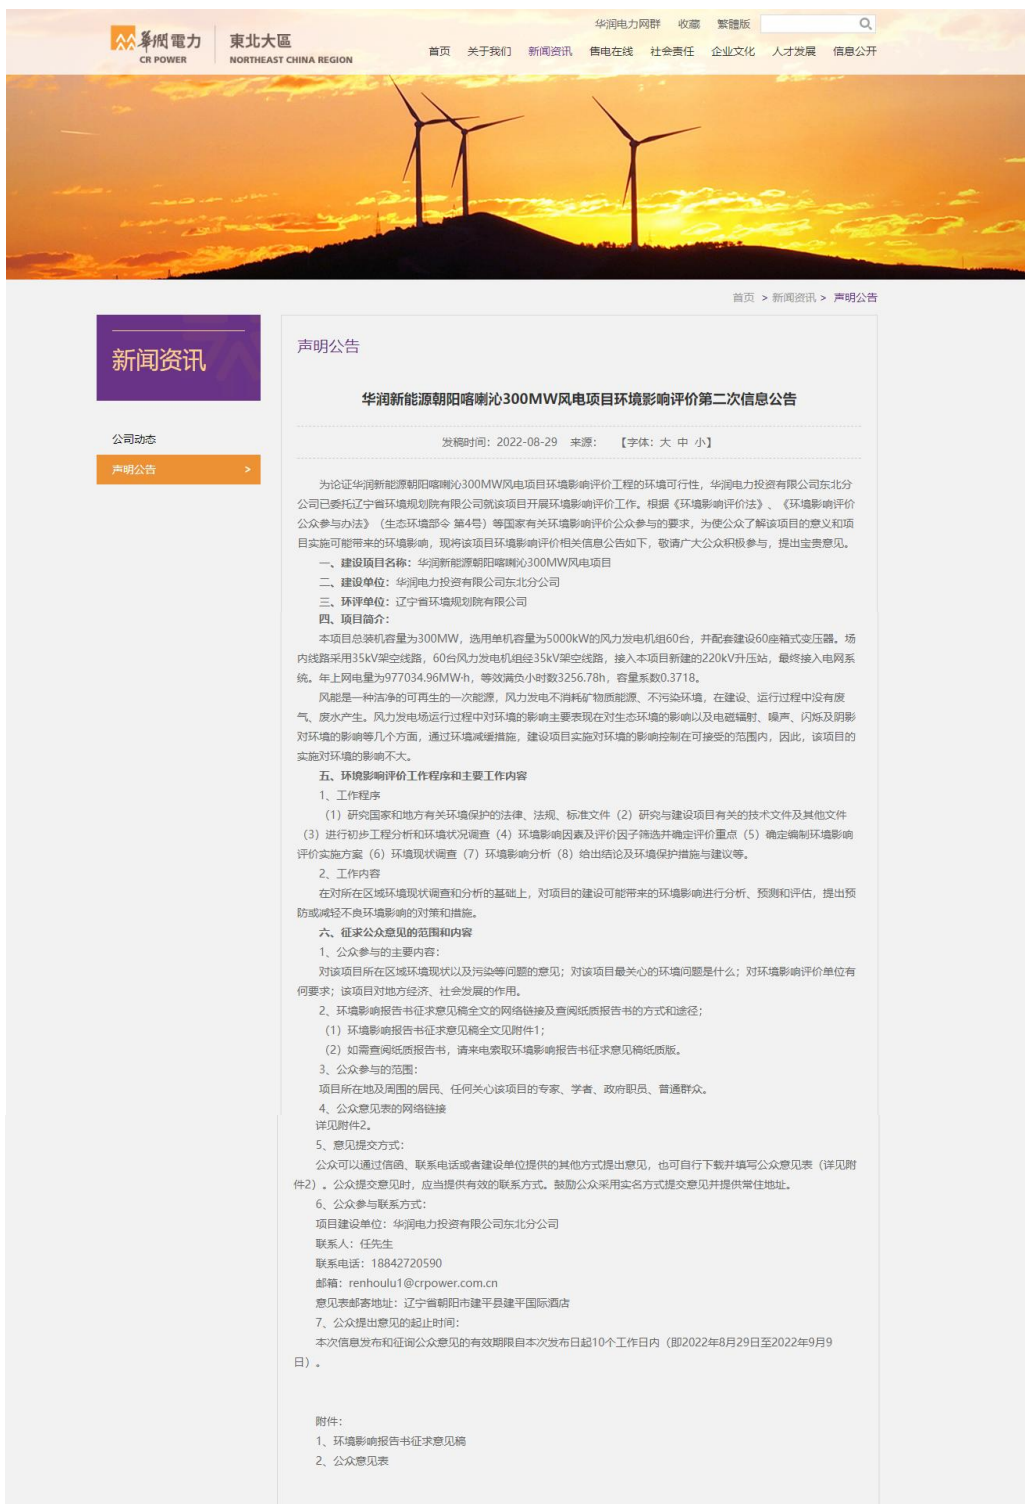 华润电力网群 收藏 繁體版
華潤電力
CR POWER
東北大區
NORTHEAST CHINA REGION
首页 关于我们 新闻资讯 售电在线 社会责任 企业文化 人才发展 信息公开
首页 > 新闻资讯 > 声明公告
新闻资讯
公司动态
声明公告 >
声明公告
华润新能源朝阳喀喇沁300MW风电项目环境影响评价第二次信息公告
发稿时间：2022-08-29 来源： 【字体：大 中 小】
为论证华润新能源朝阳喀喇沁300MW风电项目环境影响评价工程的环境可行性，华润电力投资有限公司东北分
公司已委托辽宁省环境规划院有限公司就该项目开展环境影响评价工作。根据《环境影响评价法》、《环境影响评价
公众参与办法》（生态环境部令 第4号）等国家有关环境影响评价公众参与的要求，为使公众了解该项目的意义和项
目实施可能带来的环境影响，现将该项目环境影响评价相关信息公告如下，敬请广大公众积极参与，提出宝贵意见。
一、建设项目名称：华润新能源朝阳喀喇沁300MW风电项目
二、建设单位：华润电力投资有限公司东北分公司
三、环评单位：辽宁省环境规划院有限公司
四、项目简介：
本项目总装机容量为300MW，选用单机容量为5000kW的风力发电机组60台，并配套建设60座箱式变压器。场
内线路采用35kV架空线路，60台风力发电机组经35kV架空线路，接入本项目新建的220kV升压站，最终接入电网系
统。年上网电量为977034.96MW·h，等效满负小时数3256.78h，容量系数0.3718。
风能是一种洁净的可再生的一次能源，风力发电不消耗矿物质能源、不污染环境，在建设、运行过程中没有废
气、废水产生。风力发电场运行过程中对环境的影响主要表现在对生态环境的影响以及电磁辐射、噪声、闪烁及阴影
对环境的影响等几个方面，通过环境减缓措施，建设项目实施对环境的影响控制在可接受的范围内，因此，该项目的
实施对环境的影响不大。
五、环境影响评价工作程序和主要工作内容
1、工作程序
（1）研究国家和地方有关环境保护的法律、法规、标准文件（2）研究与建设项目有关的技术文件及其他文件
（3）进行初步工程分析和环境状况调查（4）环境影响因素及评价因子筛选并确定评价重点（5）确定编制环境影响
评价实施方案（6）环境现状调查（7）环境影响分析（8）给出结论及环境保护措施与建议等。
2、工作内容
在对所在区域环境现状调查和分析的基础上，对项目的建设可能带来的环境影响进行分析、预测和评估，提出预
防或减轻不良环境影响的对策和措施。
六、征求公众意见的范围和内容
1、公众参与的主要内容：
对该项目所在区域环境现状以及污染等问题的意见；对该项目最关心的环境问题是什么；对环境影响评价单位有
何要求；该项目对地方经济、社会发展的作用。
2、环境影响报告书征求意见稿全文的网络链接及查阅纸质报告书的方式和途径；
（1）环境影响报告书征求意见稿全文见附件1；
（2）如需查阅纸质报告书，请来电索取环境影响报告书征求意见稿纸质版。
3、公众参与的范围：
项目所在地及周围的居民、任何关心该项目的专家、学者、政府职员、普通群众。
4、公众意见表的网络链接
详见附件2。
5、意见提交方式：
公众可以通过信函、联系电话或者建设单位提供的其他方式提出意见，也可自行下载并填写公众意见表（详见附
件2）。公众提交意见时，应当提供有效的联系方式。鼓励公众采用实名方式提交意见并提供常住地址。
6、公众参与联系方式：
项目建设单位：华润电力投资有限公司东北分公司
联系人：任先生
联系电话：18842720590
邮箱：renhoulu1@crpower.com.cn
意见表邮寄地址：辽宁省朝阳市建平县建平国际酒店
7、公众提出意见的起止时间：
本次信息发布和征询公众意见的有效期限自本次发布日起10个工作日内（即2022年8月29日至2022年9月9
日）。
附件：
1、环境影响报告书征求意见稿
2、公众意见表